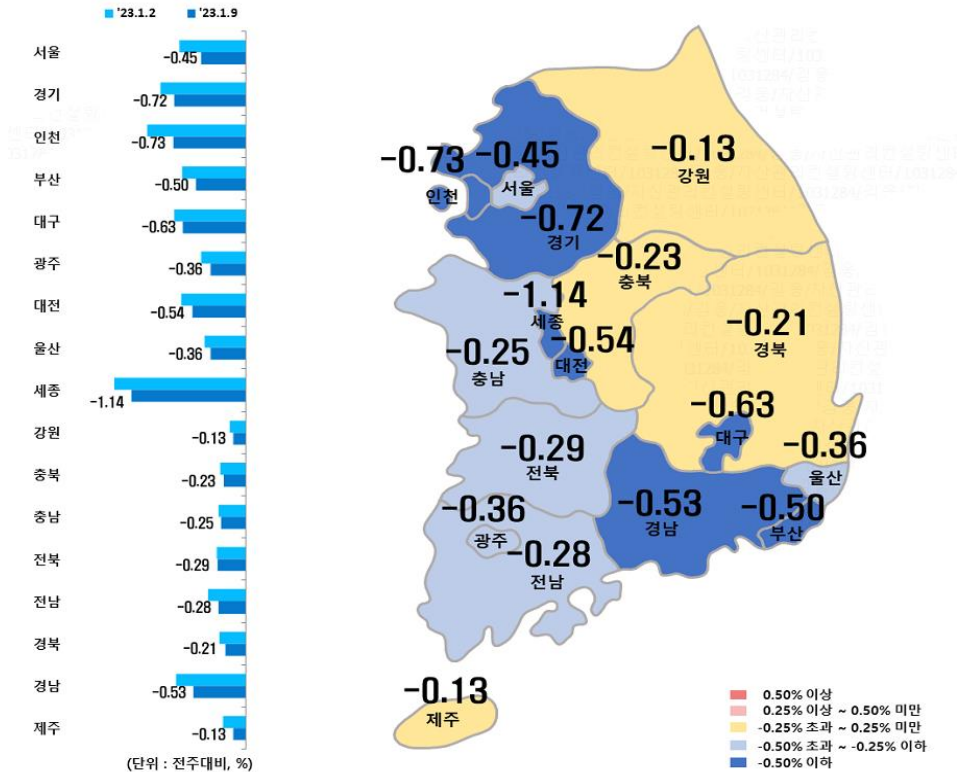 '23.1.2 '23.1.9
서울 -0.45
경기 -0.72
인천 -0.73
부산 -0.50
대구 -0.63
광주 -0.36
대전 -0.54
울산 -0.36
세종 -1.14
강원 -0.13
충북 -0.23
충남 -0.25
전북 -0.29
전남 -0.28
경북 -0.21
경남 -0.53
제주 -0.13
(단위 : 전주대비, %)
-0.13
강원
-0.73
인천
-0.45
서울
-0.72
경기
-0.23
충북
-1.14
세종
-0.54
대전
-0.25
충남
-0.21
경북
-0.63
대구
-0.36
울산
-0.29
전북
-0.53
경남
-0.50
부산
-0.36
광주
-0.28
전남
-0.13
제주
0.50% 이상
0.25% 이상 ~ 0.50% 미만
-0.25% 초과 ~ 0.25% 미만
-0.50% 초과 ~ -0.25% 이하
-0.50% 이하